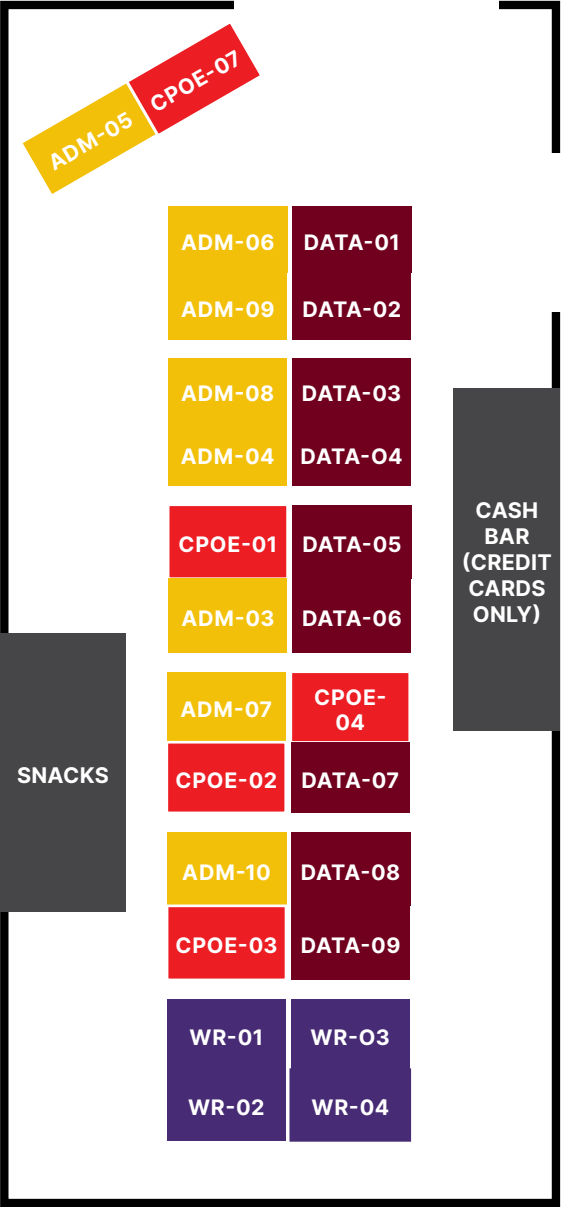 CPOE-07
ADM-05
ADM-06 DATA-01
ADM-09 DATA-02
ADM-08 DATA-03
ADM-04 DATA-O4
CPOE-01 DATA-05
ADM-03 DATA-06
CASH
BAR
(CREDIT
CARDS
ONLY)
ADM-07
CPOE-
04
CPOE-02 DATA-07
SNACKS
ADM-10 DATA-08
CPOE-03 DATA-09
WR-01 WR-O3
WR-02 WR-04